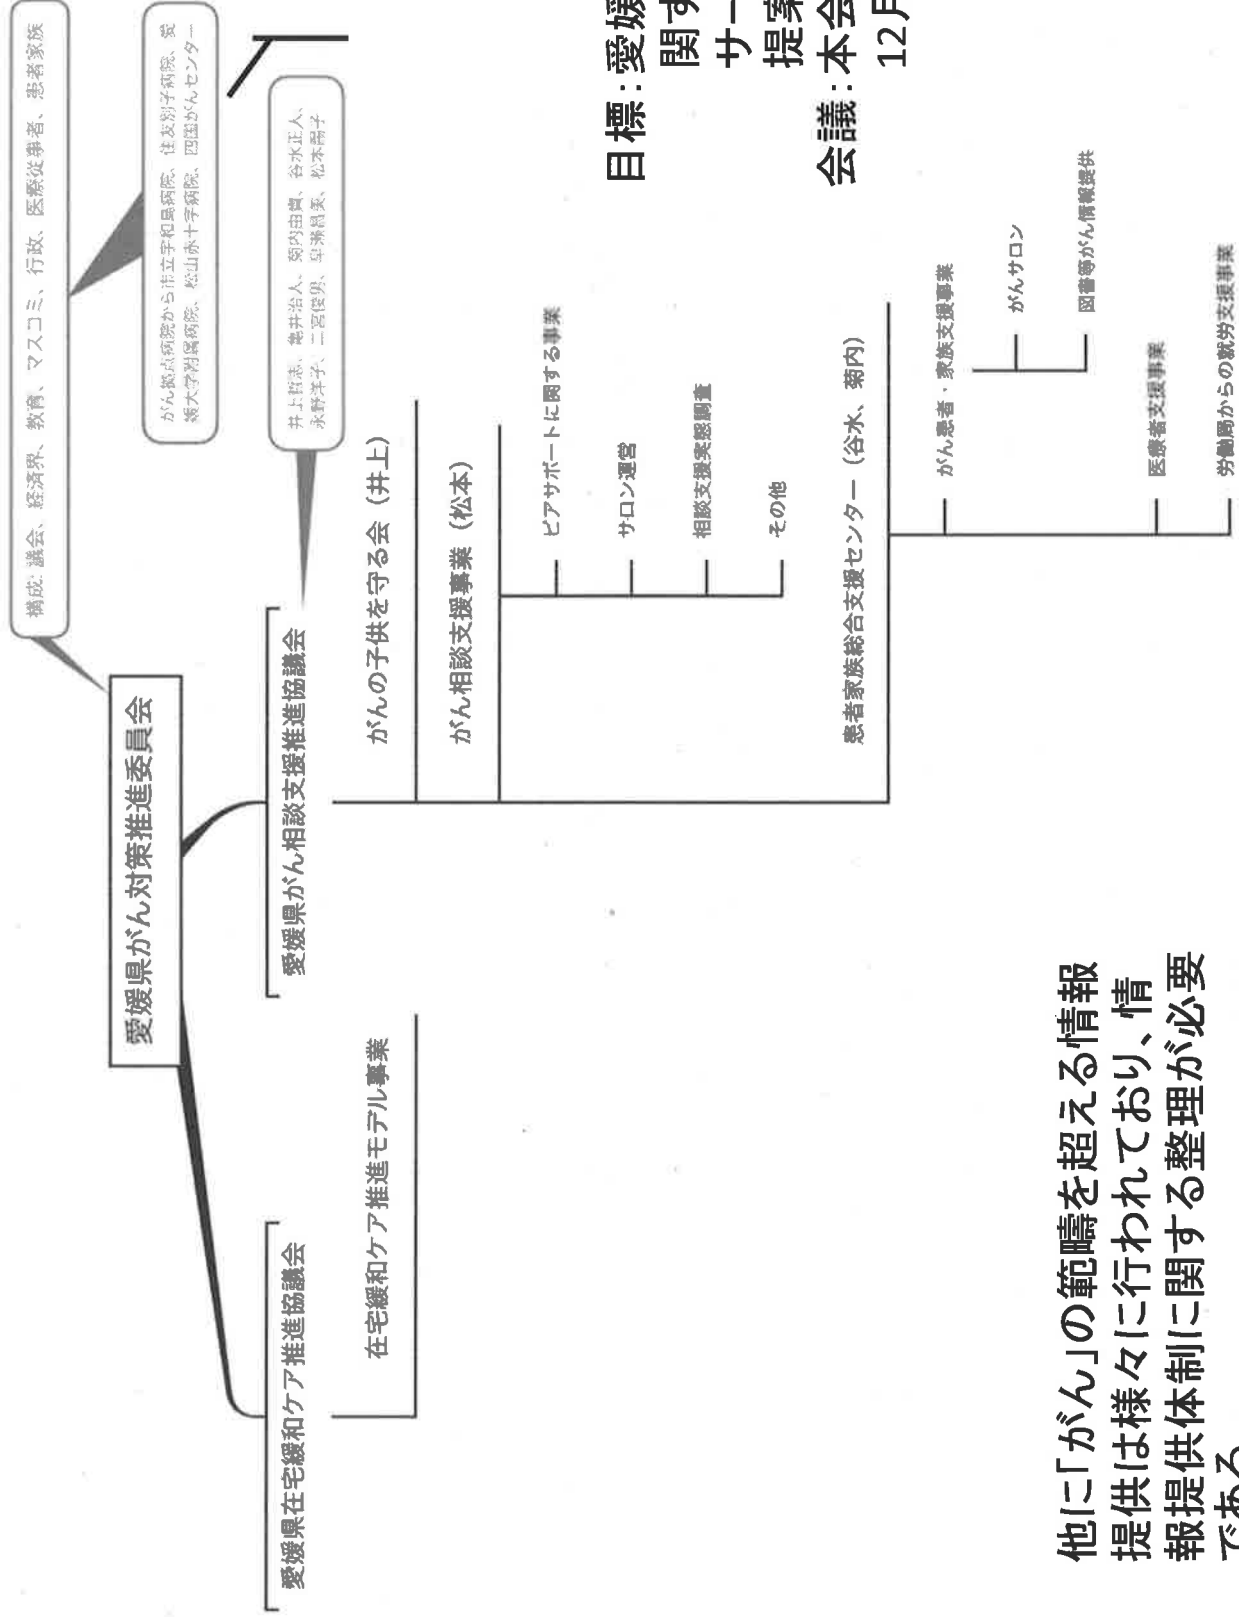 構成: 議会、経済界、教育、マスコミ、行政、医療従事者、患者家族
愛媛県がん対策推進委員会
がん拠点病院から市立宇和島病院、住友別子病院、愛
媛大学附属病院、松山赤十字病院、四国がんセンター
愛媛県在宅緩和ケア推進協議会
在宅緩和ケア推進モデル事業
愛媛県がん相談支援推進協議会
井上哲志、亀井治人、菊内由貴、谷水正人、
永野洋子、二宮俊男、早瀬昌美、松本陽子
がんの子供を守る会（井上）
がん相談支援事業（松本）
ピアサポートに関する事業
サロン運営
相談支援実態調査
その他
患者家族総合支援センター（谷水、菊内）
がん患者・家族支援事業
がんサロン
図書等がん情報提供
医療者支援事業
労働局からの就労支援事業
目標：愛媛
関す
サー
提案
会議：本会
12月
他に「がん」の範疇を超える情報
提供は様々に行われており、情
報提供体制に関する整理が必要
である